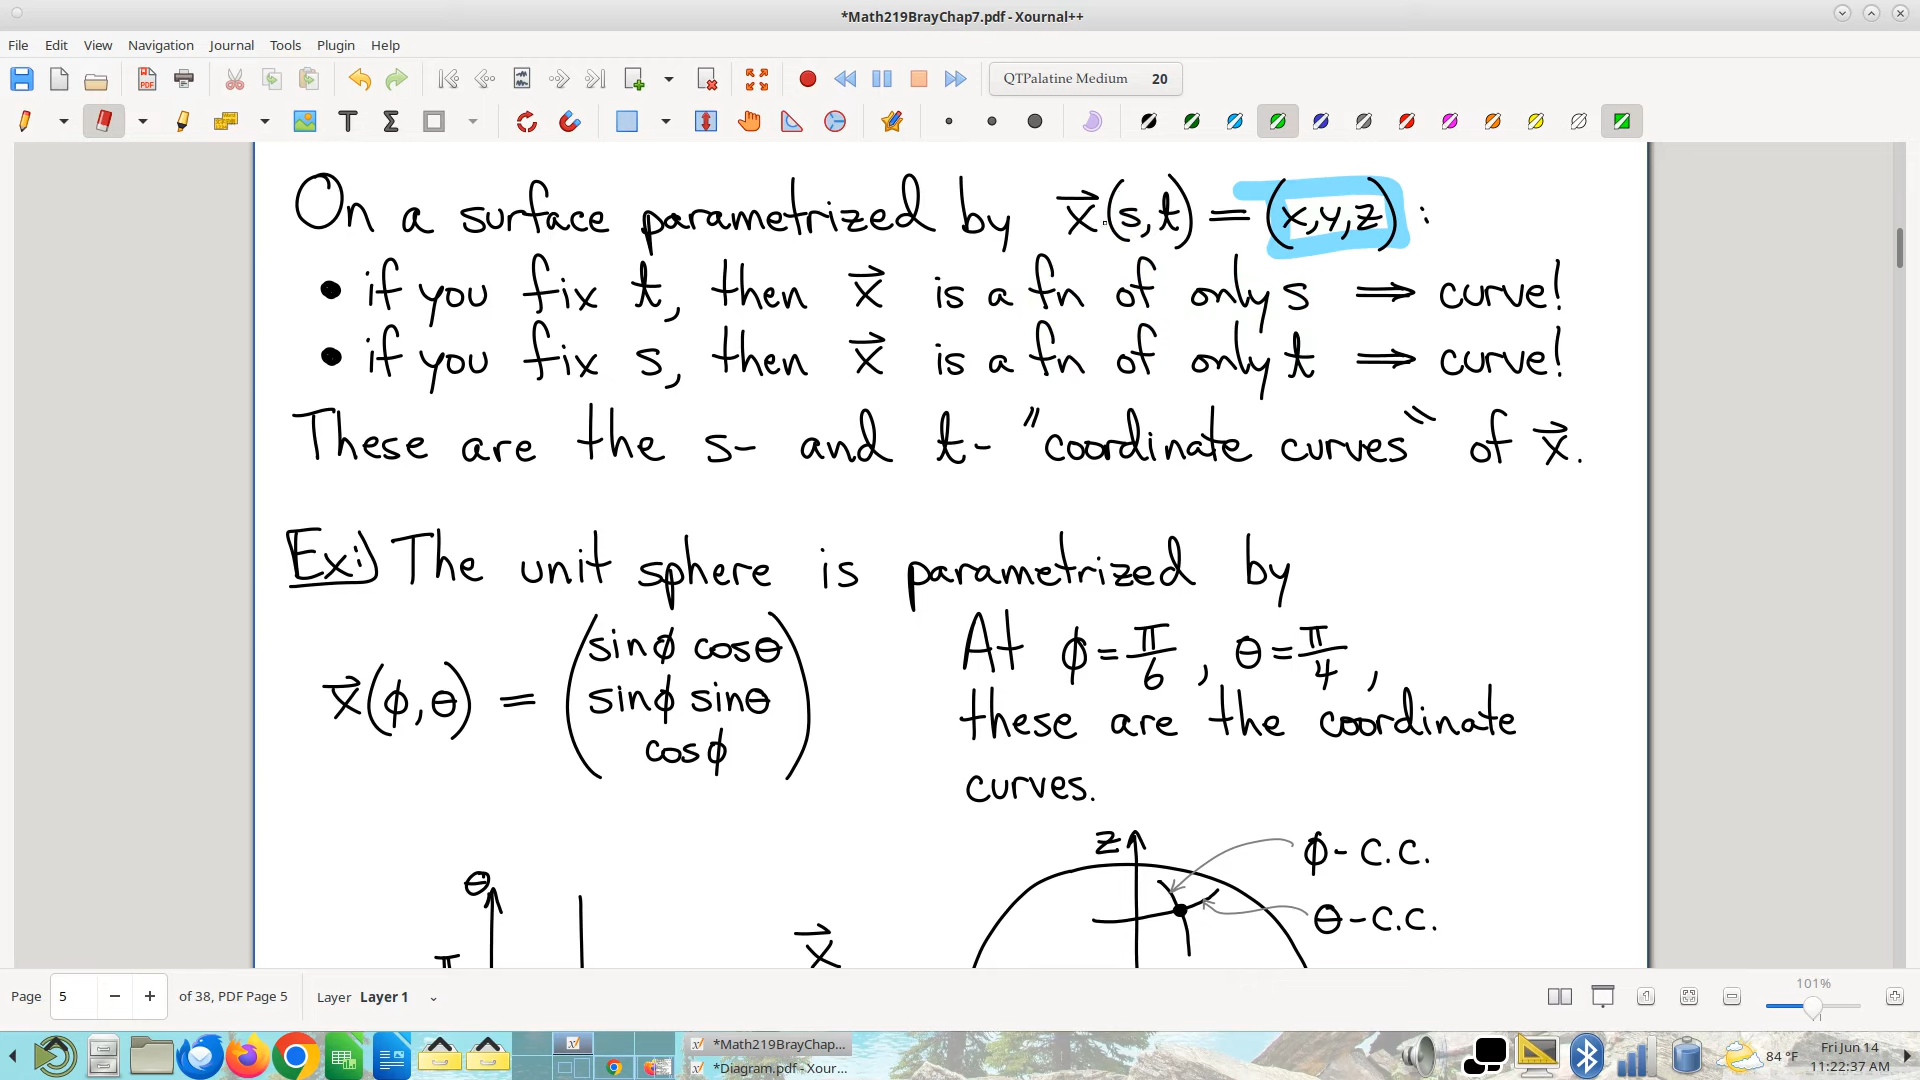 *Math219BrayChap7.pdf - Xournal++
File Edit View Navigation Journal Tools Plugin Help
QTPalatine Medium 20
On a surface parametrized by x⃗(s,t) = (x,y,z) :
• if you fix t, then x⃗ is a fn of only s ⟹ curve!
• if you fix s, then x⃗ is a fn of only t ⟹ curve!
These are the s- and t- "coordinate curves" of x⃗.
Ex: The unit sphere is parametrized by
x⃗(φ,θ) = (sinφ cosθ
sinφ sinθ
cosφ)
At φ = π/6, θ = π/4,
these are the coordinate
curves.
z
φ - c.c.
θ - c.c.
θ
π
x⃗
Page 5 of 38, PDF Page 5 Layer Layer 1
101%
*Math219BrayChap...
*Diagram.pdf - Xour...
84 °F
Fri Jun 14
11:22:37 AM